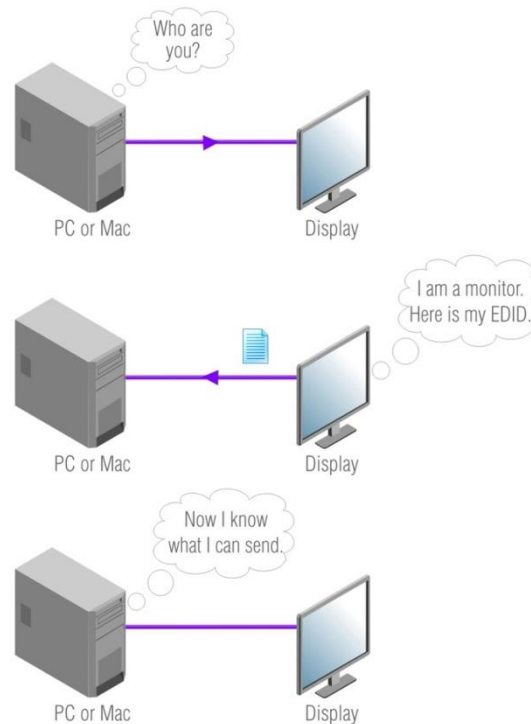 Who are
you?
PC or Mac
Display
I am a monitor.
Here is my EDID.
PC or Mac
Display
Now I know
what I can send.
PC or Mac
Display